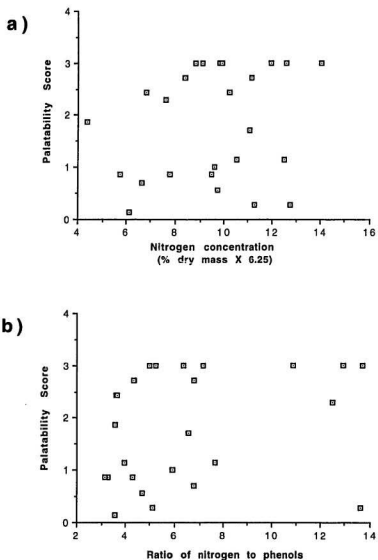 a)
4
3
2
1
0
Palatability Score
4 6 8 10 12 14 16
Nitrogen concentration
(% dry mass X 6.25)
b)
4
3
2
1
0
Palatability Score
2 4 6 8 10 12 14
Ratio of nitrogen to phenols